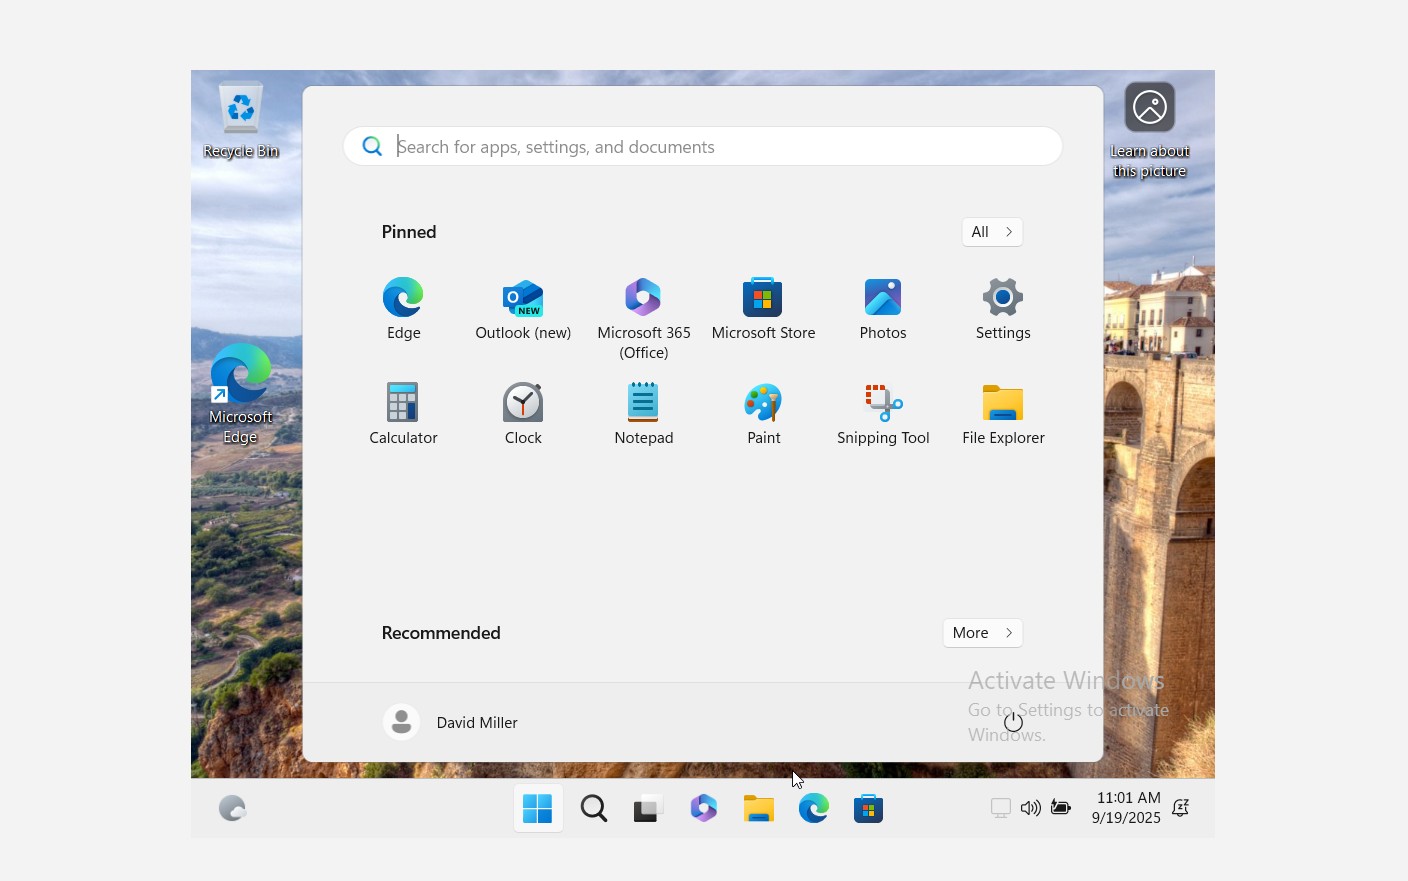 Recycle Bin
Search for apps, settings, and documents
Learn about
this picture
Pinned
All
Edge
Outlook (new)
Microsoft 365
(Office)
Microsoft Store
Photos
Settings
NEW
Microsoft
Edge
Calculator
Clock
Notepad
Paint
Snipping Tool
File Explorer
Recommended
More
Activate Windows
Go to Settings to activate
Windows.
David Miller
11:01 AM
9/19/2025